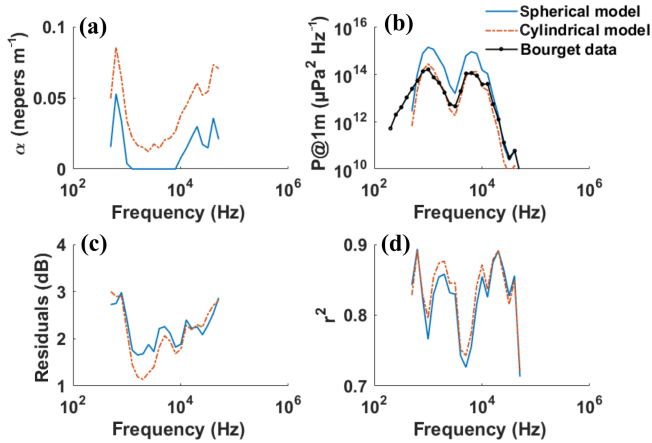 (a)
0.1
0.05
0
α (nepers m⁻¹)
10² 10⁴ 10⁶
Frequency (Hz)
(b)
10¹⁶
10¹⁴
10¹²
10¹⁰
P@1m (μPa² Hz⁻¹)
10² 10⁴ 10⁶
Frequency (Hz)
Spherical model
Cylindrical model
Bourget data
(c)
4
3
2
1
Residuals (dB)
10² 10⁴ 10⁶
Frequency (Hz)
(d)
0.9
0.8
0.7
r²
10² 10⁴ 10⁶
Frequency (Hz)